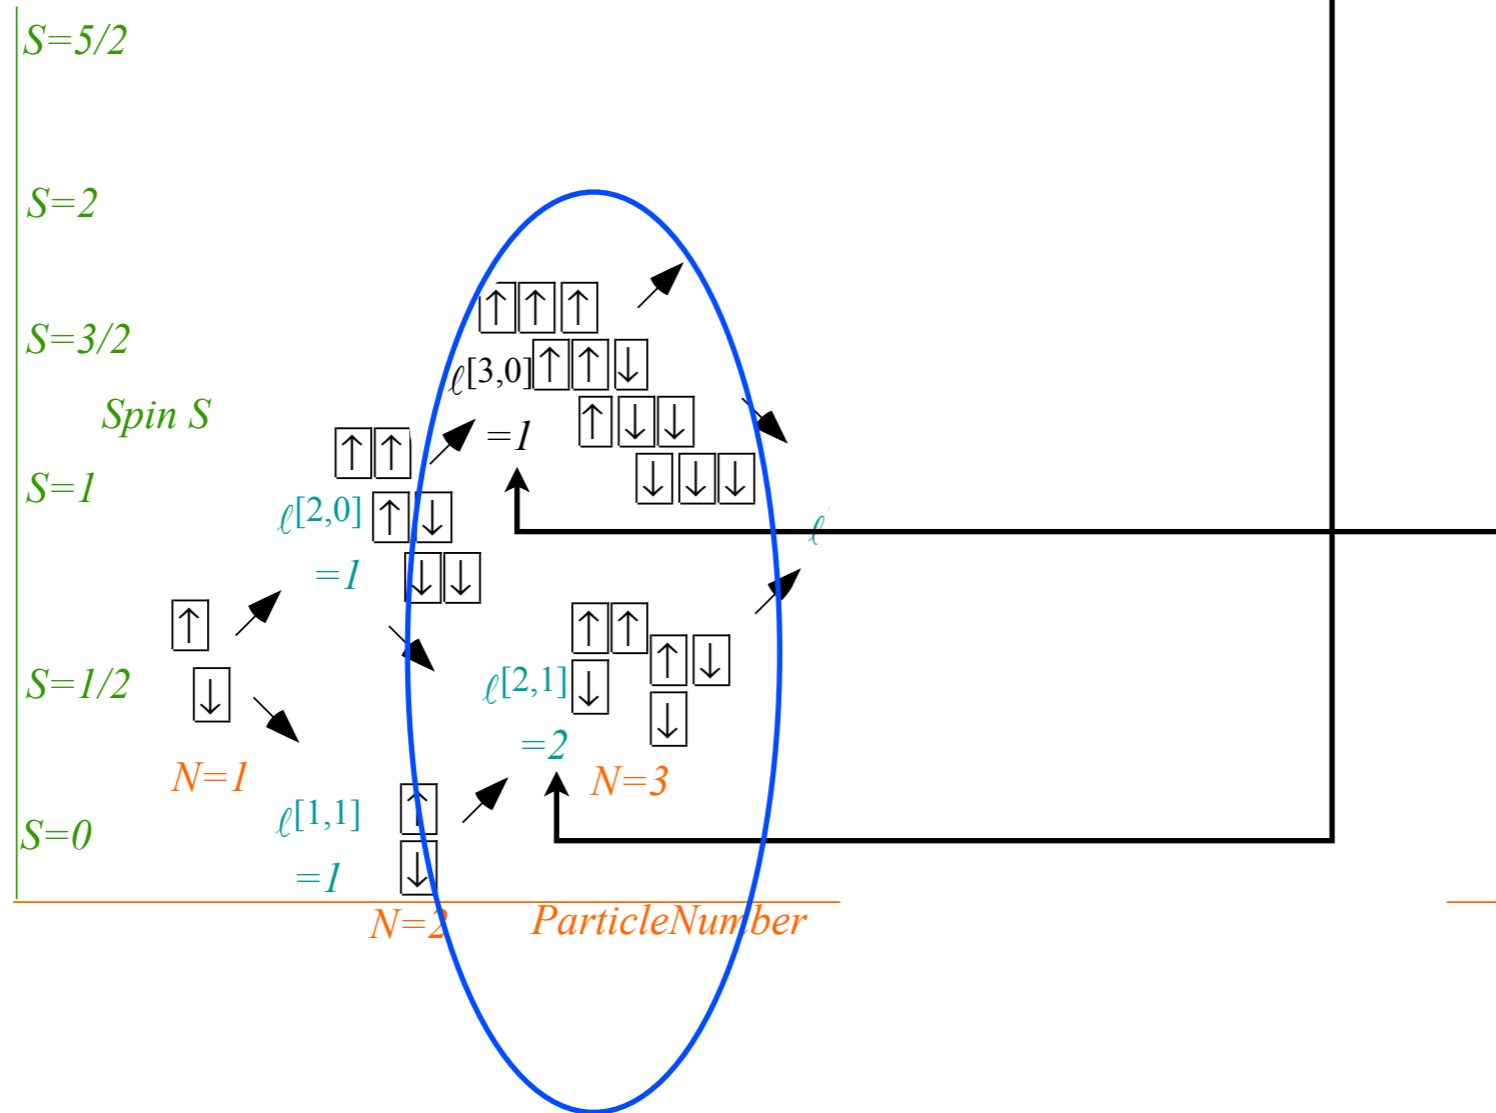 S=5/2
S=2
↑ ↑ ↑
S=3/2
ℓ[3,0] ↑ ↑ ↓
Spin S
=1
↑ ↓ ↓
↑ ↑
S=1
↓ ↓ ↓
ℓ[2,0] ↑ ↓
ℓ
=1
↓ ↓
↑
↑ ↑
S=1/2
↓
ℓ[2,1] ↓
↑ ↓
↓
=2
N=1
N=3
S=0
ℓ[1,1]
↑
=1
↓
N=2
ParticleNumber